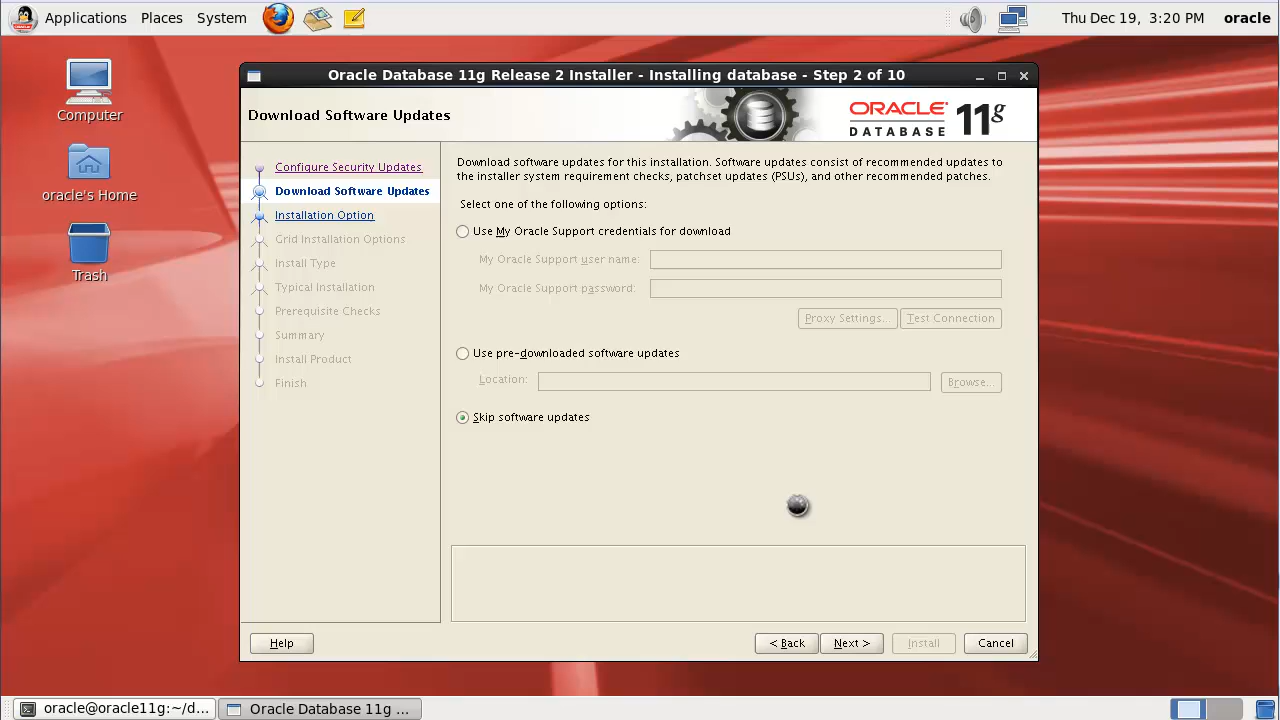 Applications Places System Thu Dec 19, 3:20 PM oracle
Computer
oracle's Home
Trash
Oracle Database 11g Release 2 Installer - Installing database - Step 2 of 10
Download Software Updates
ORACLE
DATABASE 11g
Configure Security Updates
Download Software Updates
Installation Option
Grid Installation Options
Install Type
Typical Installation
Prerequisite Checks
Summary
Install Product
Finish
Download software updates for this installation. Software updates consist of recommended updates to
the installer system requirement checks, patchset updates (PSUs), and other recommended patches.
Select one of the following options:
Use My Oracle Support credentials for download
My Oracle Support user name:
My Oracle Support password:
Proxy Settings... Test Connection
Use pre-downloaded software updates
Location: Browse...
Skip software updates
Help < Back Next > Install Cancel
oracle@oracle11g:~/d... Oracle Database 11g ...